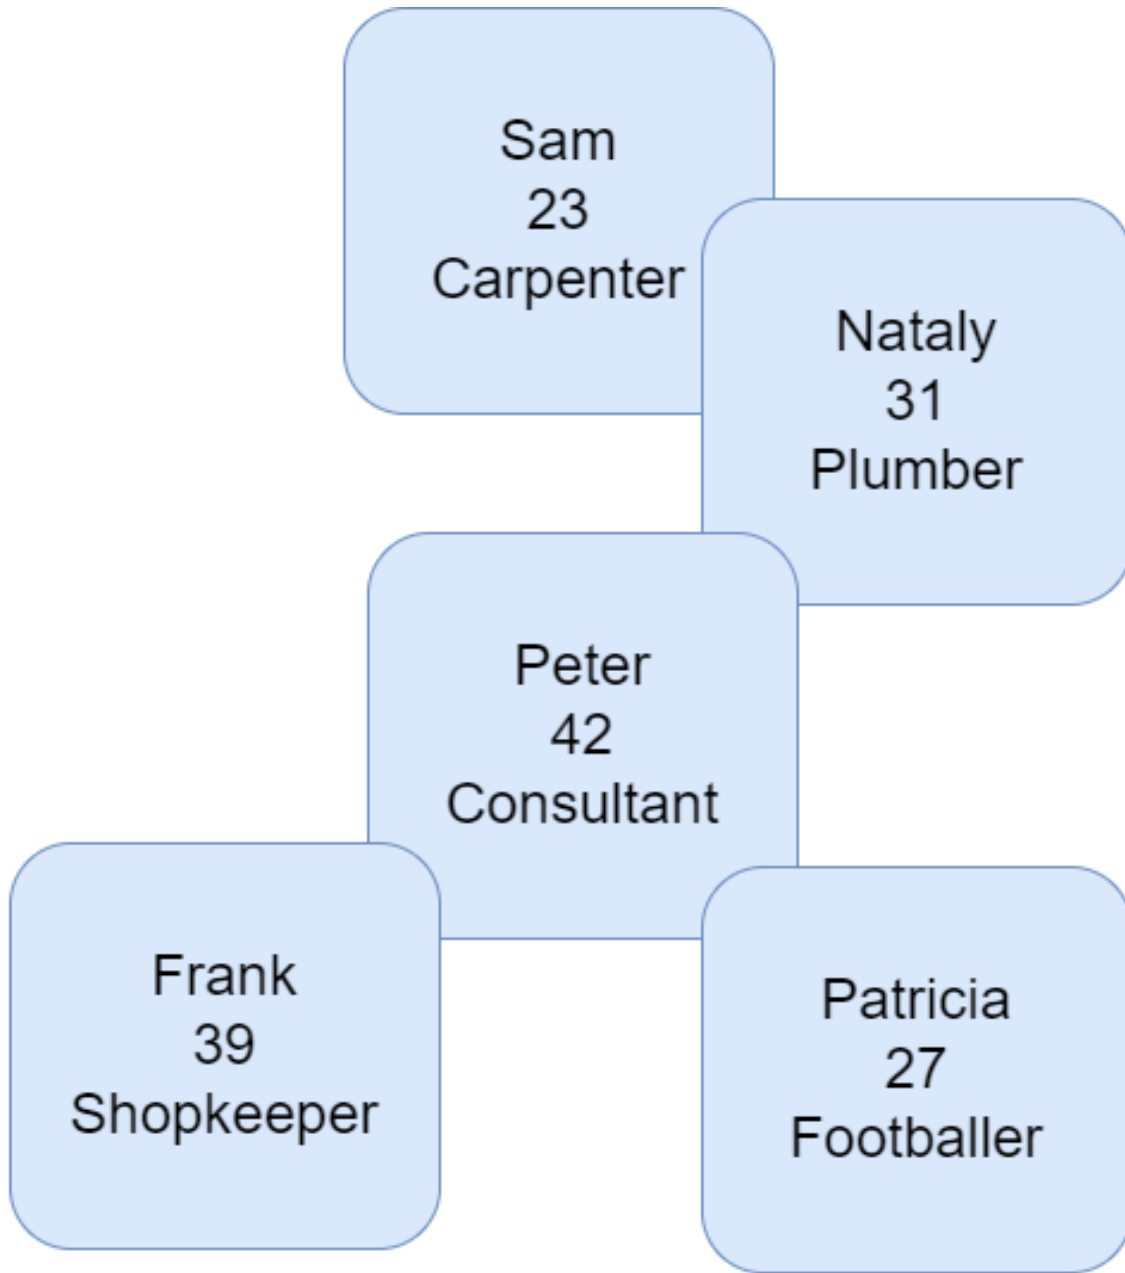 Sam
23
Carpenter
Nataly
31
Plumber
Peter
42
Consultant
Frank
39
Shopkeeper
Patricia
27
Footballer